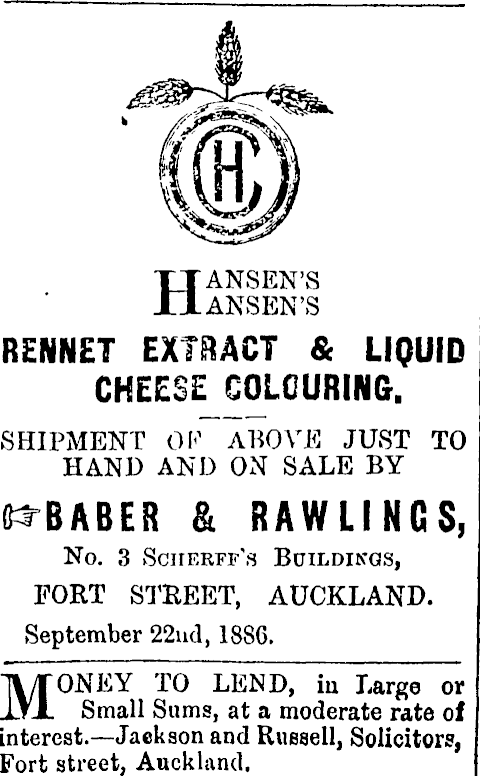 CH
HANSEN'S
HANSEN'S
RENNET EXTRACT & LIQUID
CHEESE COLOURING.
SHIPMENT OF ABOVE JUST TO
HAND AND ON SALE BY
☞BABER & RAWLINGS,
No. 3 SCHERFF'S BUILDINGS,
FORT STREET, AUCKLAND.
September 22nd, 1886.
MONEY TO LEND, in Large or
Small Sums, at a moderate rate of
interest.—Jackson and Russell, Solicitors,
Fort street, Auckland.